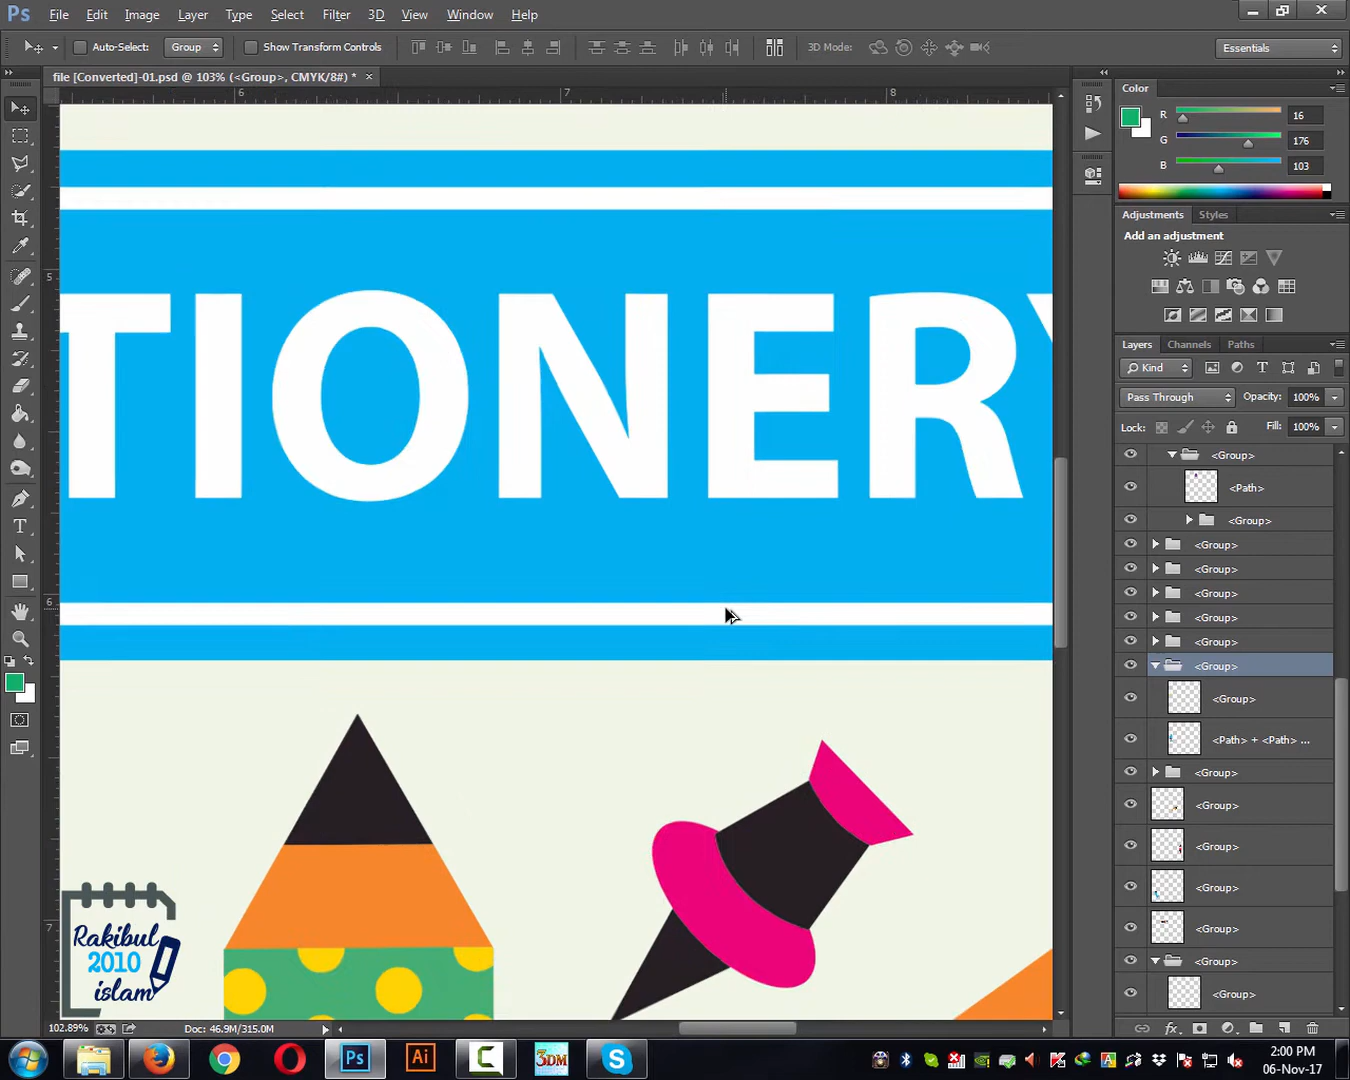 Ps File Edit Image Layer Type Select Filter 3D View Window Help
Auto-Select: Group Show Transform Controls 3D Mode: Essentials
file [Converted]-01.psd @ 103% (<Group>, CMYK/8#) * ×
6 7 8
5
6
7
TIONERY
Rakibul
2010
islam
Color
R 16
G 176
B 103
Adjustments Styles
Add an adjustment
Layers Channels Paths
Kind
Pass Through Opacity: 100%
Lock: Fill: 100%
<Group>
<Path>
<Group>
<Group>
<Group>
<Group>
<Group>
<Group>
<Group>
<Group>
<Path> + <Path> ...
<Group>
<Group>
<Group>
<Group>
<Group>
<Group>
<Group>
102.89% Doc: 46.9M/315.0M
Ps Ai 3DM
2:00 PM
06-Nov-17